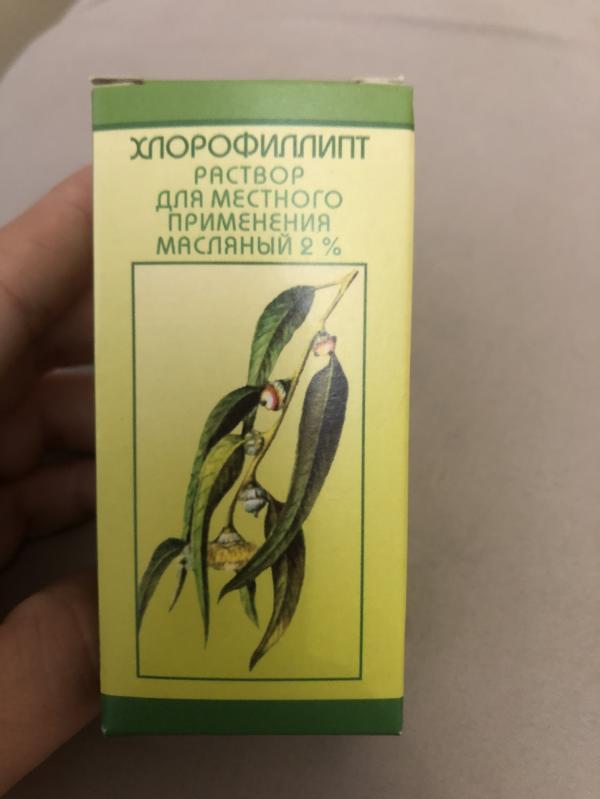 ХЛОРОФИЛЛИПТ
РАСТВОР
ДЛЯ МЕСТНОГО
ПРИМЕНЕНИЯ
МАСЛЯНЫЙ 2 %